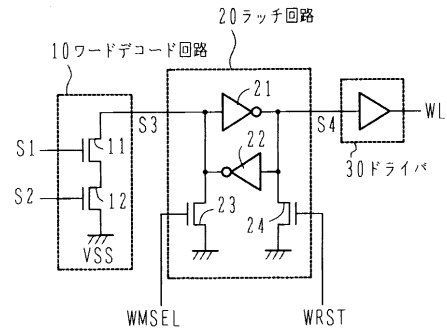 20ラッチ回路
10ワードデコード回路
21
S3
S4
WL
22
S1
11
30ドライバ
S2
12
23
24
VSS
WMSEL
WRST